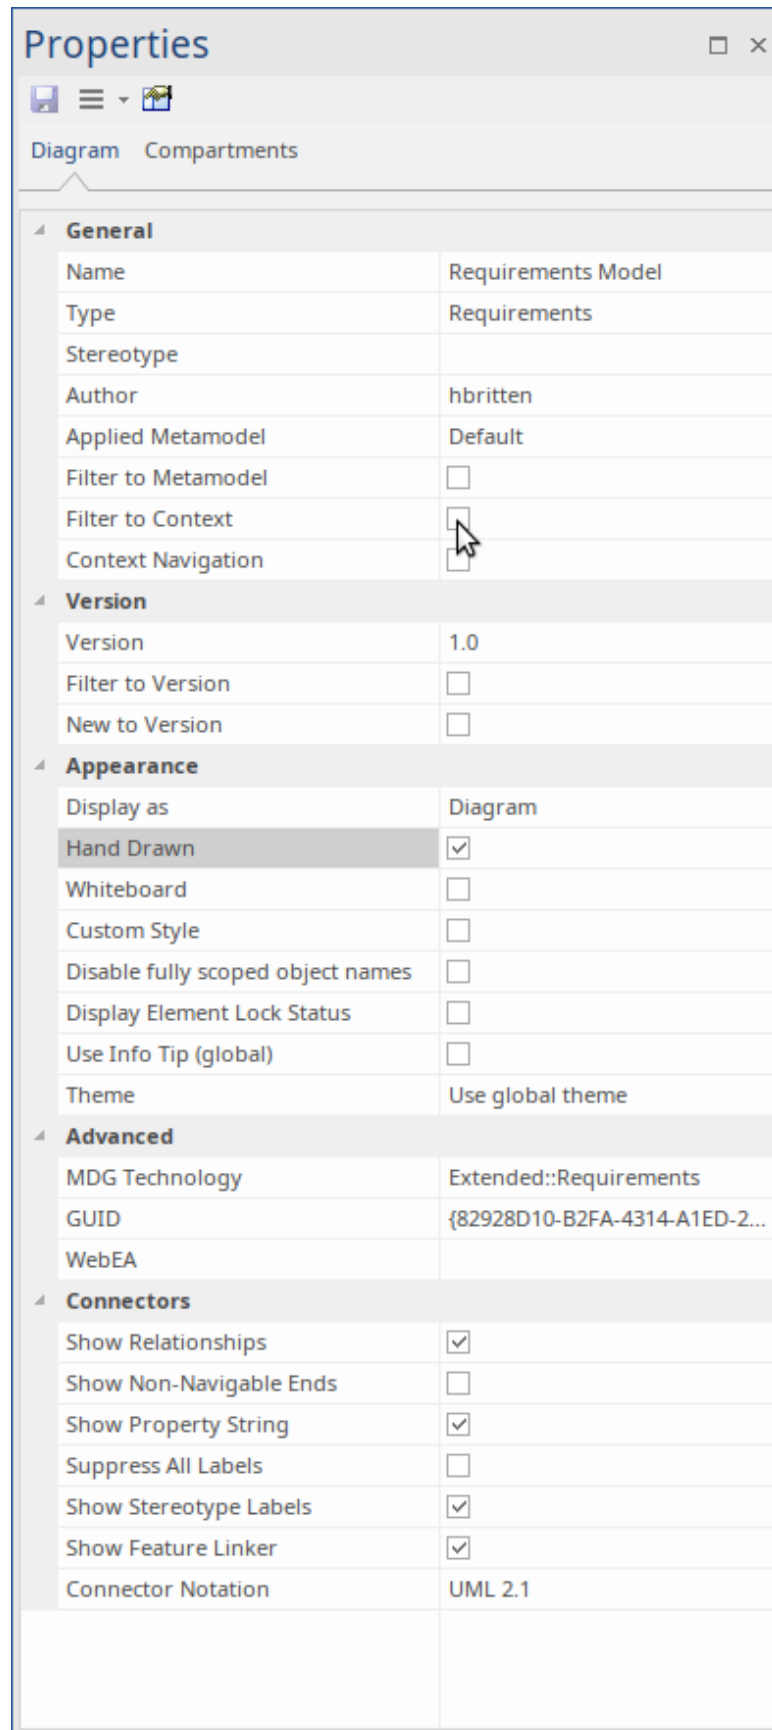 Properties
Diagram Compartments
General
Name Requirements Model
Type Requirements
Stereotype
Author hbritten
Applied Metamodel Default
Filter to Metamodel
Filter to Context
Context Navigation
Version
Version 1.0
Filter to Version
New to Version
Appearance
Display as Diagram
Hand Drawn
Whiteboard
Custom Style
Disable fully scoped object names
Display Element Lock Status
Use Info Tip (global)
Theme Use global theme
Advanced
MDG Technology Extended::Requirements
GUID {82928D10-B2FA-4314-A1ED-2...
WebEA
Connectors
Show Relationships
Show Non-Navigable Ends
Show Property String
Suppress All Labels
Show Stereotype Labels
Show Feature Linker
Connector Notation UML 2.1